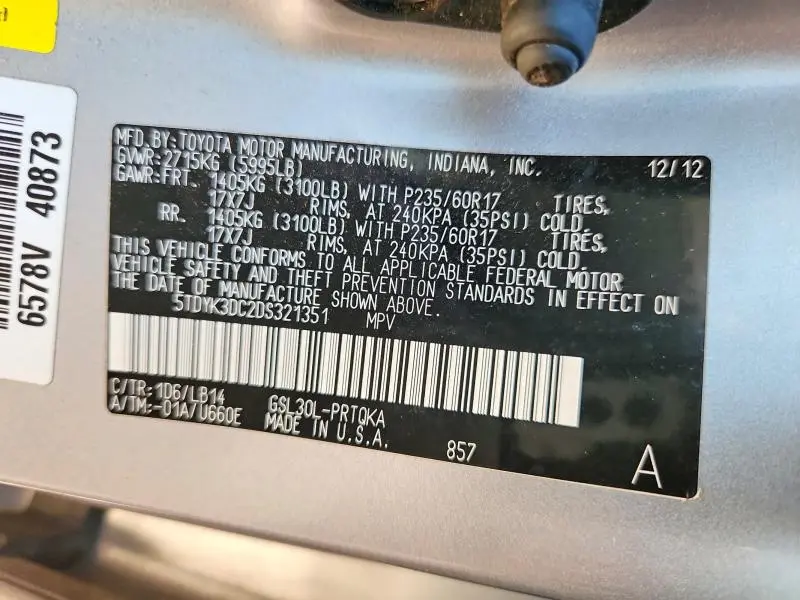 6578V 40873
MFD.BY:TOYOTA MOTOR MANUFACTURING, INDIANA, INC. 12/12
GVWR:2715KG (5995LB)
GAWR:FRT. 1405KG (3100LB) WITH P235/60R17 TIRES,
17X7J RIMS, AT 240KPA (35PSI) COLD.
RR. 1405KG (3100LB) WITH P235/60R17 TIRES,
17X7J RIMS, AT 240KPA (35PSI) COLD.
THIS VEHICLE CONFORMS TO ALL APPLICABLE FEDERAL MOTOR
VEHICLE SAFETY AND THEFT PREVENTION STANDARDS IN EFFECT ON
THE DATE OF MANUFACTURE SHOWN ABOVE.
5TDYK3DC2DS321351 MPV
C/TR:1D6/LB14 GSL30L-PRTQKA
A/TM:-01A/U660E MADE IN U.S.A. 857
A